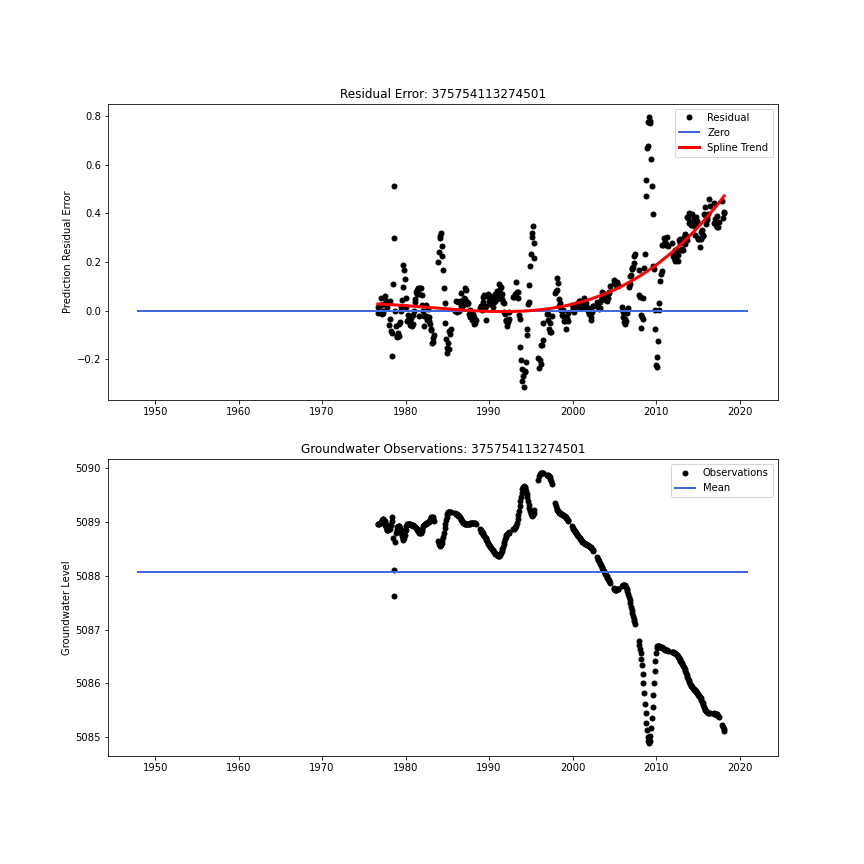 Residual Error: 375754113274501
Prediction Residual Error
0.8
0.6
0.4
0.2
0.0
−0.2
Residual
Zero
Spline Trend
1950 1960 1970 1980 1990 2000 2010 2020
Groundwater Observations: 375754113274501
Groundwater Level
5090
5089
5088
5087
5086
5085
Observations
Mean
1950 1960 1970 1980 1990 2000 2010 2020